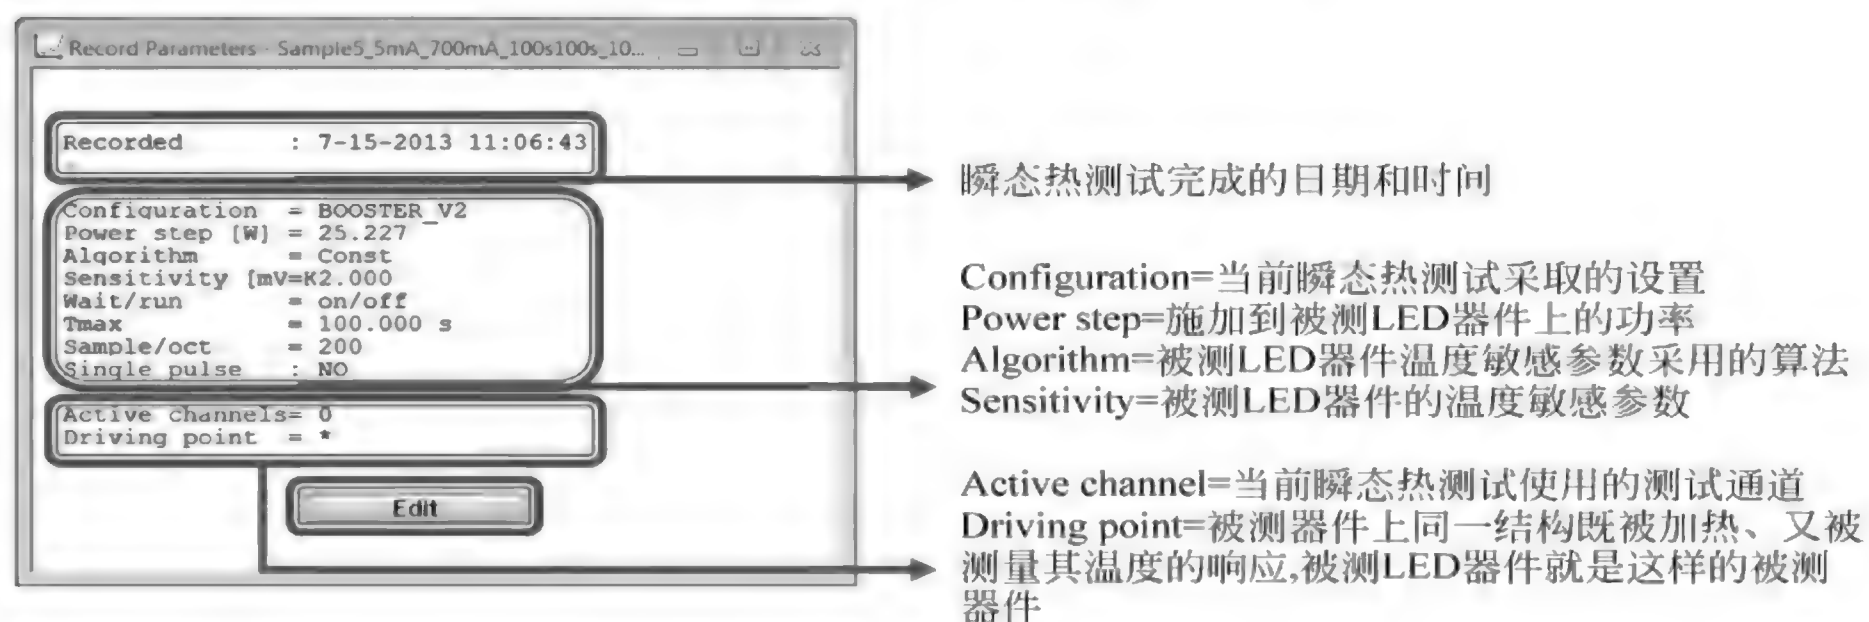 Record Parameters - Sample5_5mA_700mA_100s100s_10...
Recorded : 7-15-2013 11:06:43
瞬态热测试完成的日期和时间
Configuration = BOOSTER_V2
Power step [W] = 25.227
Algorithm = Const
Sensitivity [mV=K2.000
Wait/run = on/off
Tmax = 100.000 s
Sample/oct = 200
Single pulse : NO
Configuration=当前瞬态热测试采取的设置
Power step=施加到被测LED器件上的功率
Algorithm=被测LED器件温度敏感参数采用的算法
Sensitivity=被测LED器件的温度敏感参数
Active channels= 0
Driving point = *
Edit
Active channel=当前瞬态热测试使用的测试通道
Driving point=被测器件上同一结构既被加热、又被
测量其温度的响应,被测LED器件就是这样的被测
器件